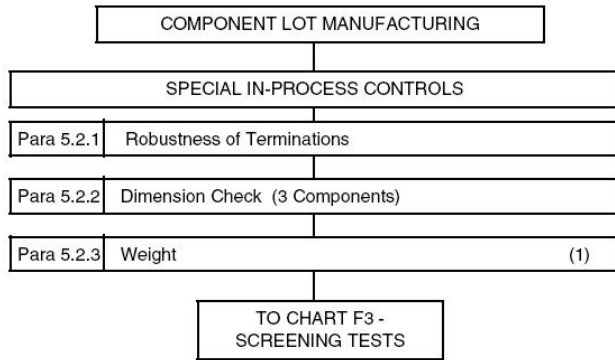 COMPONENT LOT MANUFACTURING
SPECIAL IN-PROCESS CONTROLS
Para 5.2.1 Robustness of Terminations
Para 5.2.2 Dimension Check (3 Components)
Para 5.2.3 Weight (1)
TO CHART F3 -
SCREENING TESTS